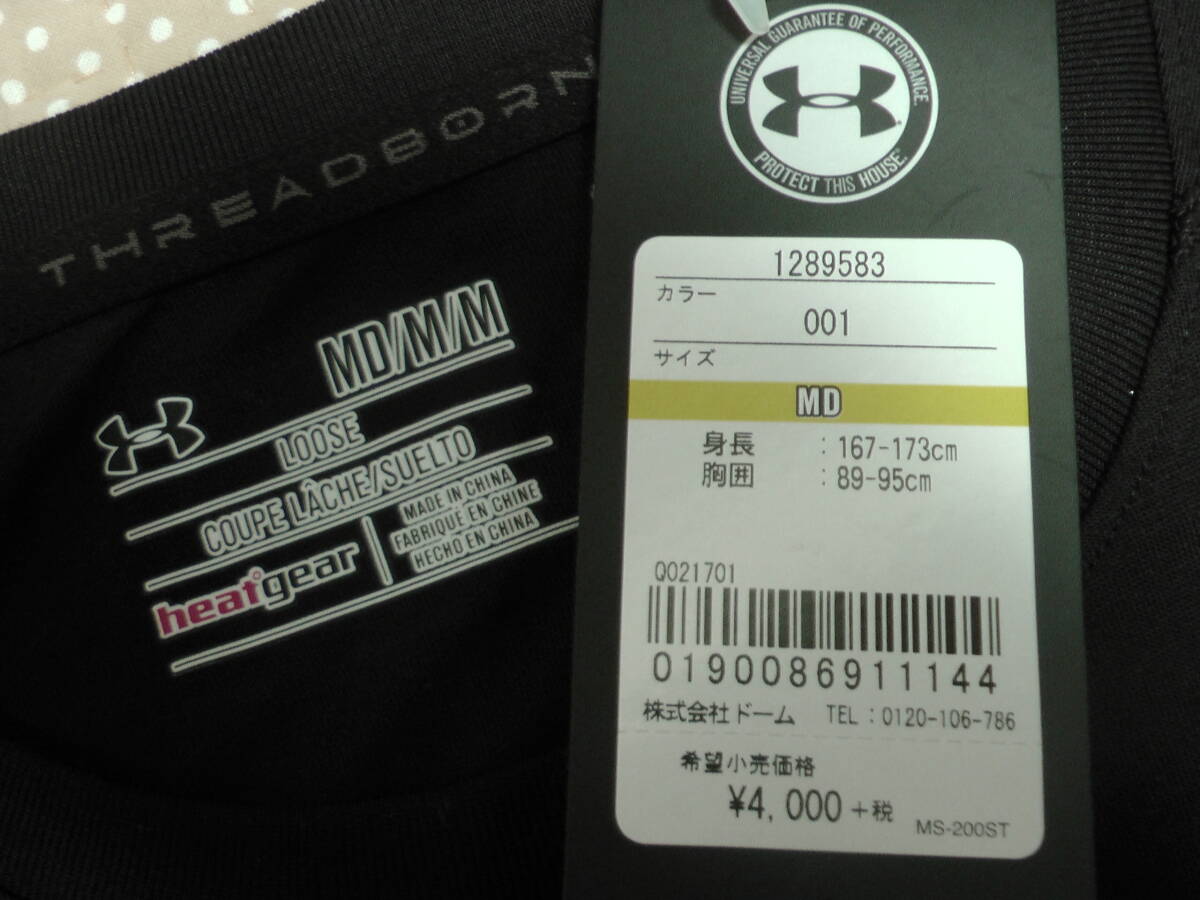 THREADBORN
MD/M/M
LOOSE
COUPE LÂCHE/SUELTO
heatgear
MADE IN CHINA
FABRIQUÉ EN CHINE
HECHO EN CHINA
UNIVERSAL GUARANTEE OF PERFORMANCE.
PROTECT THIS HOUSE.®
1289583
カラー
001
サイズ
MD
身長 : 167-173cm
胸囲 : 89-95cm
Q021701
0190086911144
株式会社ドーム TEL : 0120-106-786
希望小売価格
¥4,000+税
MS-200ST